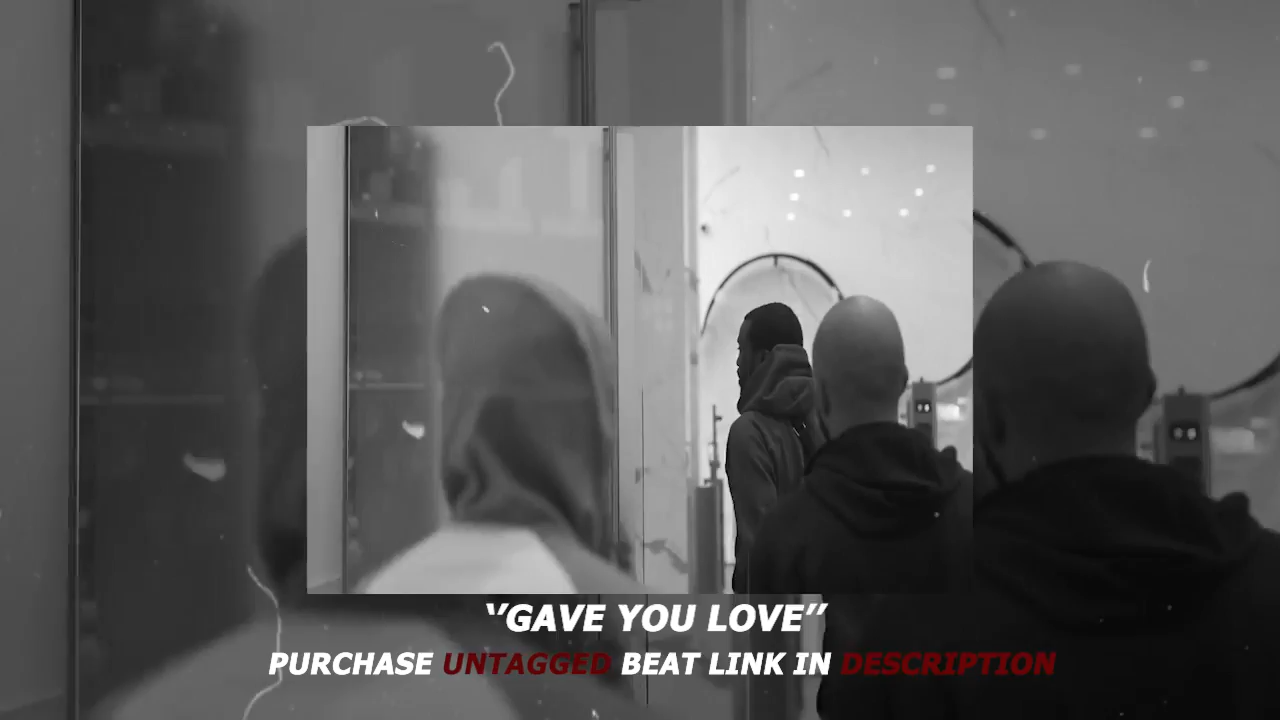 ‘’GAVE YOU LOVE’’
PURCHASE UNTAGGED BEAT LINK IN DESCRIPTION